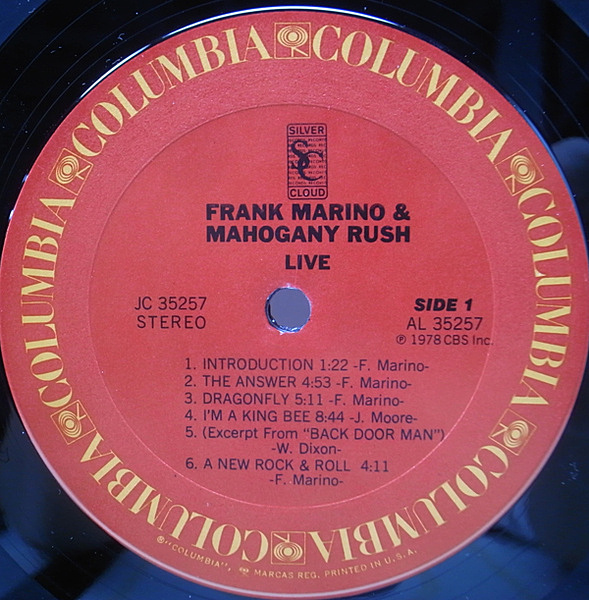 COLUMBIA COLUMBIA COLUMBIA COLUMBIA COLUMBIA COLUMBIA COLUMBIA
SILVER
SC
CLOUD
FRANK MARINO &
MAHOGANY RUSH
LIVE
JC 35257
STEREO
SIDE 1
AL 35257
℗ 1978 CBS Inc.
1. INTRODUCTION 1:22 -F. Marino-
2. THE ANSWER 4:53 -F. Marino-
3. DRAGONFLY 5:11 -F. Marino-
4. I'M A KING BEE 8:44 -J. Moore-
5. (Excerpt From "BACK DOOR MAN")
-W. Dixon-
6. A NEW ROCK & ROLL 4:11
-F. Marino-
®"COLUMBIA", MARCAS REG. PRINTED IN U.S.A.